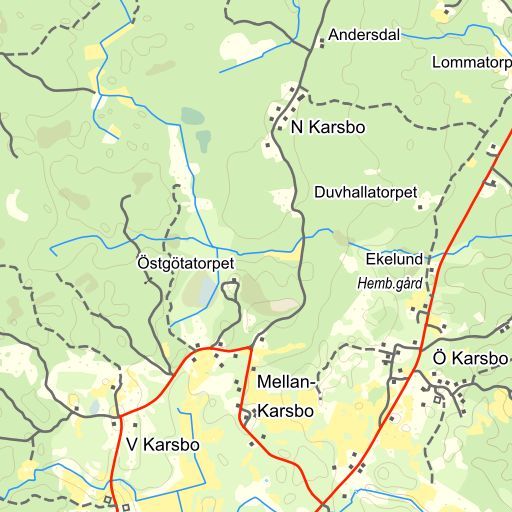 Andersdal
Lommatorp
N Karsbo
Duvhallatorpet
Östgötatorpet
Ekelund
Hemb.gård
Ö Karsbo
Mellan-
Karsbo
V Karsbo